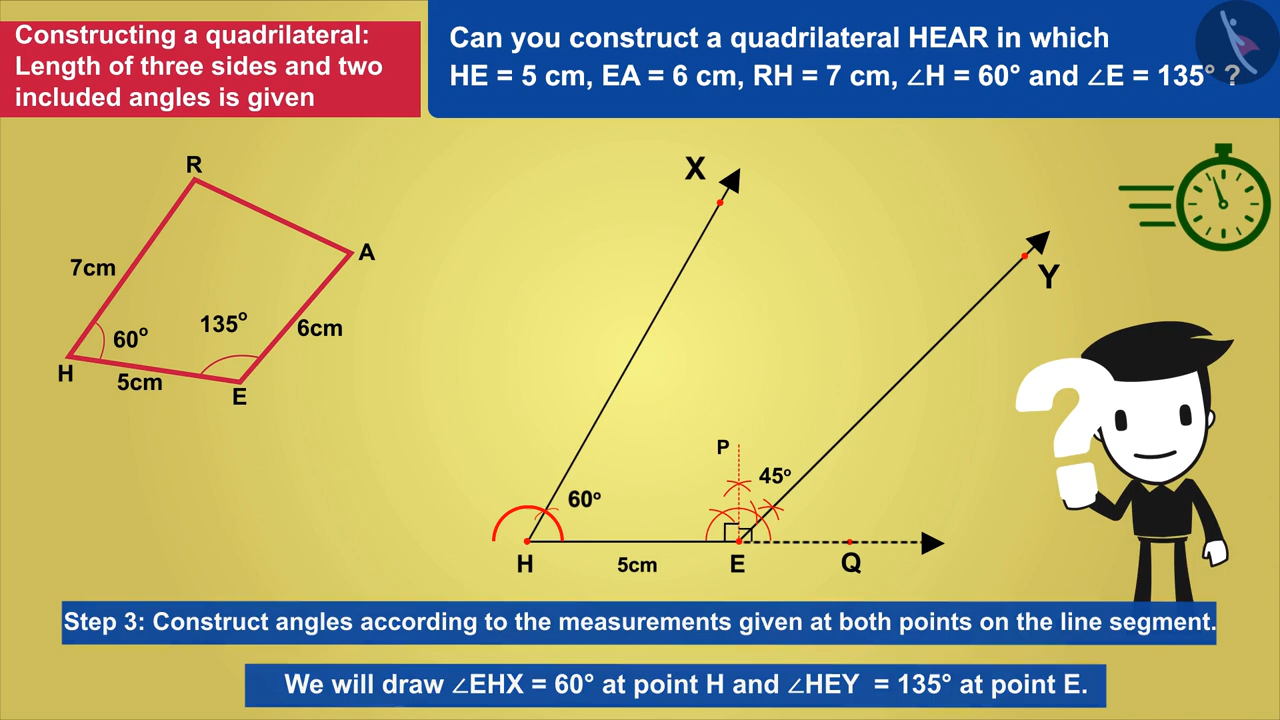 Constructing a quadrilateral:
Length of three sides and two
included angles is given
Can you construct a quadrilateral HEAR in which
HE = 5 cm, EA = 6 cm, RH = 7 cm, ∠H = 60° and ∠E = 135° ?
R
A
7cm
135°
60°
6cm
H
5cm
E
X
Y
P
45°
60°
H
5cm
E
Q
Step 3: Construct angles according to the measurements given at both points on the line segment.
We will draw ∠EHX = 60° at point H and ∠HEY = 135° at point E.